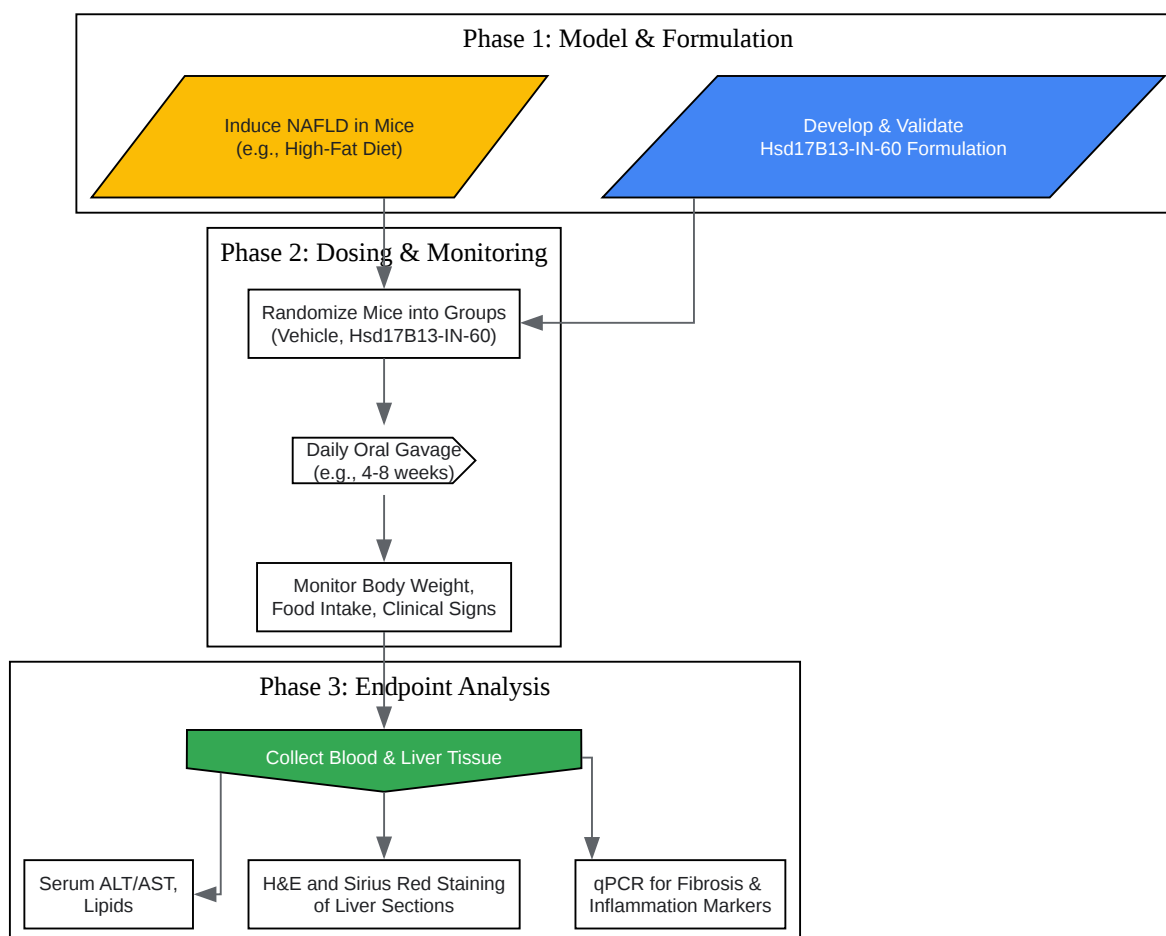 Phase 1: Model & Formulation
Induce NAFLD in Mice
(e.g., High-Fat Diet)
Develop & Validate
Hsd17B13-IN-60 Formulation
Phase 2: Dosing & Monitoring
Randomize Mice into Groups
(Vehicle, Hsd17B13-IN-60)
Daily Oral Gavage
(e.g., 4-8 weeks)
Monitor Body Weight,
Food Intake, Clinical Signs
Phase 3: Endpoint Analysis
Collect Blood & Liver Tissue
Serum ALT/AST,
Lipids
H&E and Sirius Red Staining
of Liver Sections
qPCR for Fibrosis &
Inflammation Markers